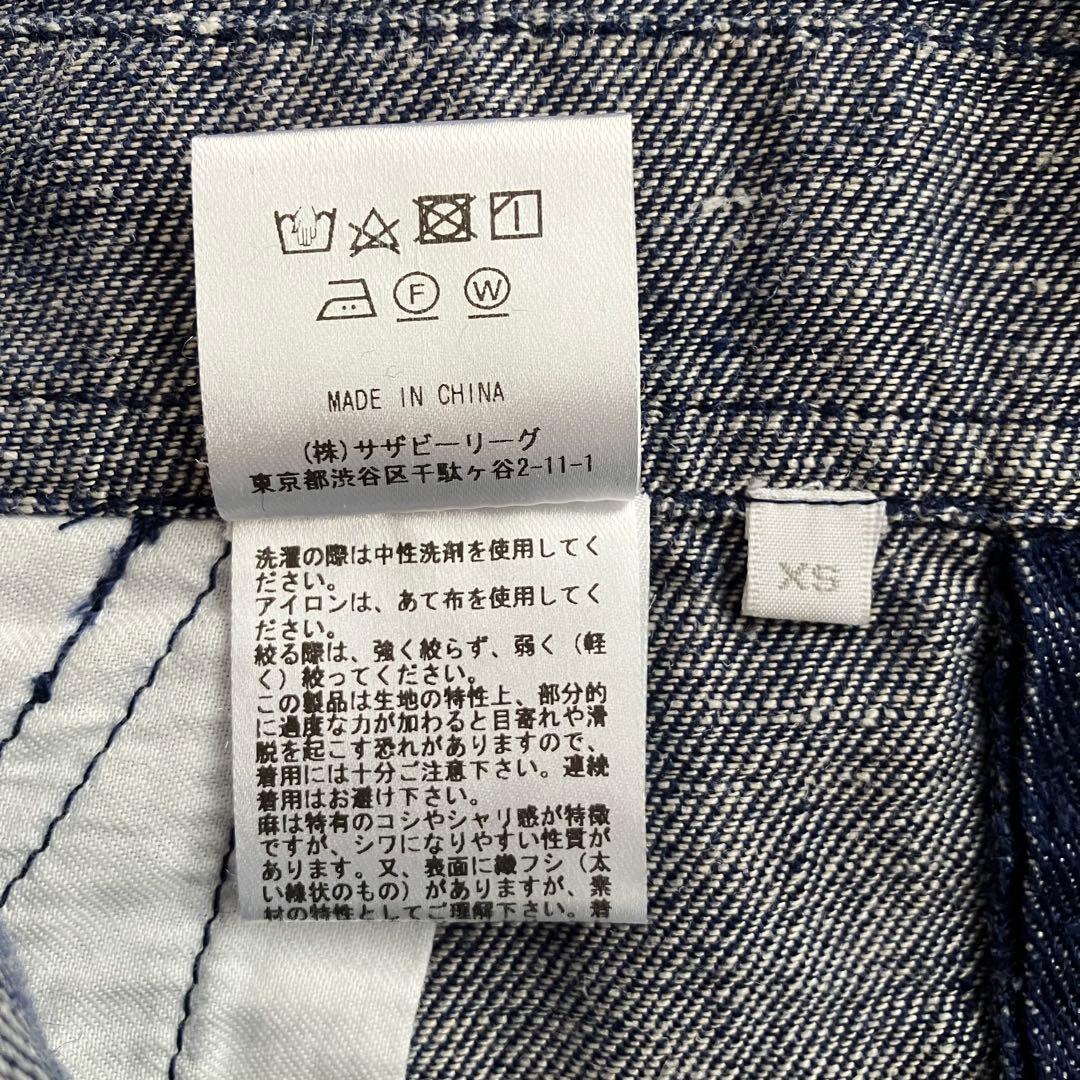 F
W
MADE IN CHINA
(株)サザビーリーグ
東京都渋谷区千駄ヶ谷2-11-1
洗濯の際は中性洗剤を使用してく
ださい。
アイロンは、あて布を使用してく
ださい。
絞る際は、強く絞らず、弱く（軽
く）絞ってください。
この製品は生地の特性上、部分的
に過度な力が加わると目寄れや滑
脱を起こす恐れがありますので、
着用には十分ご注意下さい。連続
着用はお避け下さい。
麻は特有のコシやシャリ感が特徴
ですが、シワになりやすい性質が
あります。又、表面に織フシ（太
い線状のもの）がありますが、素
材の特性としてご理解下さい。着
XS